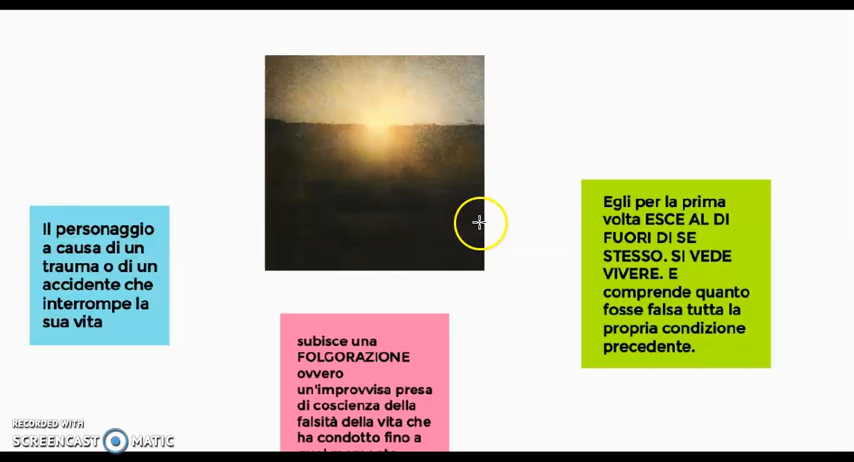 Il personaggio
a causa di un
trauma o di un
accidente che
interrompe la
sua vita
subisce una
FOLGORAZIONE
ovvero
un'improvvisa presa
di coscienza della
falsità della vita che
ha condotto fino a
Egli per la prima
volta ESCE AL DI
FUORI DI SE
STESSO. SI VEDE
VIVERE. E
comprende quanto
fosse falsa tutta la
propria condizione
precedente.
RECORDED WITH
SCREENCAST MATIC